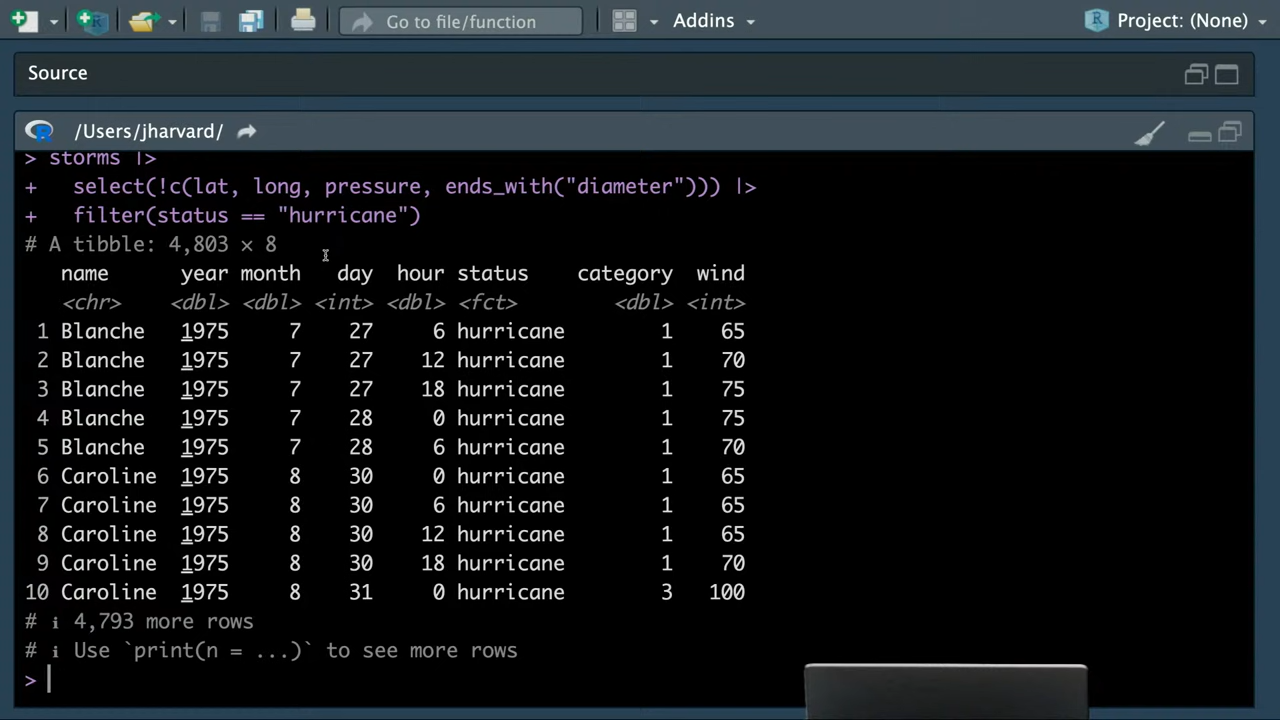 Go to file/function
Addins
R Project: (None)
Source
R /Users/jharvard/
> storms |>
+   select(!c(lat, long, pressure, ends_with("diameter"))) |>
+   filter(status == "hurricane")
# A tibble: 4,803 × 8
   name      year month   day  hour status    category  wind
   <chr>    <dbl> <dbl> <int> <dbl> <fct>        <dbl> <int>
 1 Blanche   1975     7    27     6 hurricane        1    65
 2 Blanche   1975     7    27    12 hurricane        1    70
 3 Blanche   1975     7    27    18 hurricane        1    75
 4 Blanche   1975     7    28     0 hurricane        1    75
 5 Blanche   1975     7    28     6 hurricane        1    70
 6 Caroline  1975     8    30     0 hurricane        1    65
 7 Caroline  1975     8    30     6 hurricane        1    65
 8 Caroline  1975     8    30    12 hurricane        1    65
 9 Caroline  1975     8    30    18 hurricane        1    70
10 Caroline  1975     8    31     0 hurricane        3   100
# ℹ 4,793 more rows
# ℹ Use `print(n = ...)` to see more rows
>